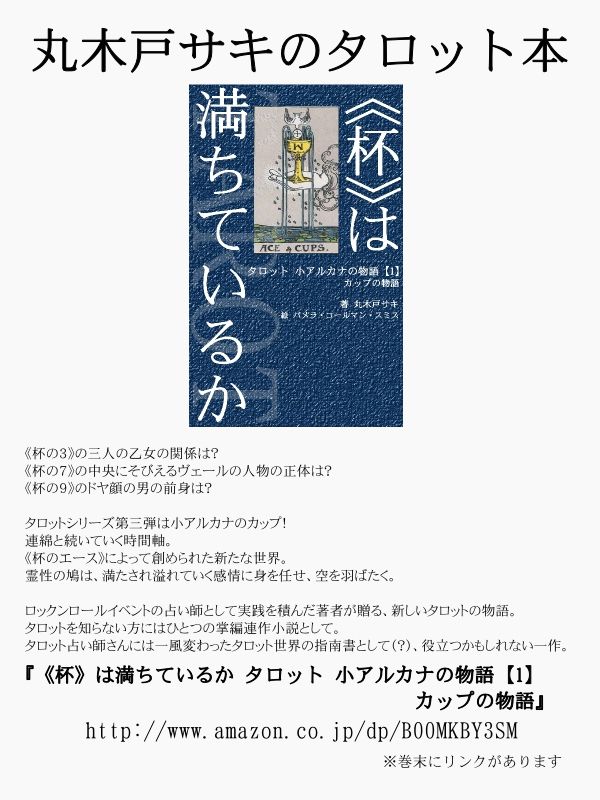 丸木戸サキのタロット本
《杯》は
満ちているか
TAROT
ACE of CUPS.
タロット 小アルカナの物語【1】
カップの物語
著 丸木戸サキ
絵 パメラ・コールマン・スミス
《杯の3》の三人の乙女の関係は?
《杯の7》の中央にそびえるヴェールの人物の正体は?
《杯の9》のドヤ顔の男の前身は?
タロットシリーズ第三弾は小アルカナのカップ!
連綿と続いていく時間軸。
《杯のエース》によって創められた新たな世界。
霊性の鳩は、満たされ溢れていく感情に身を任せ、空を羽ばたく。
ロックンロールイベントの占い師として実践を積んだ著者が贈る、新しいタロットの物語。
タロットを知らない方にはひとつの掌編連作小説として。
タロット占い師さんには一風変わったタロット世界の指南書として(?)、役立つかもしれない一作。
『《杯》は満ちているか タロット 小アルカナの物語【1】
カップの物語』
http://www.amazon.co.jp/dp/B00MKBY3SM
※巻末にリンクがあります